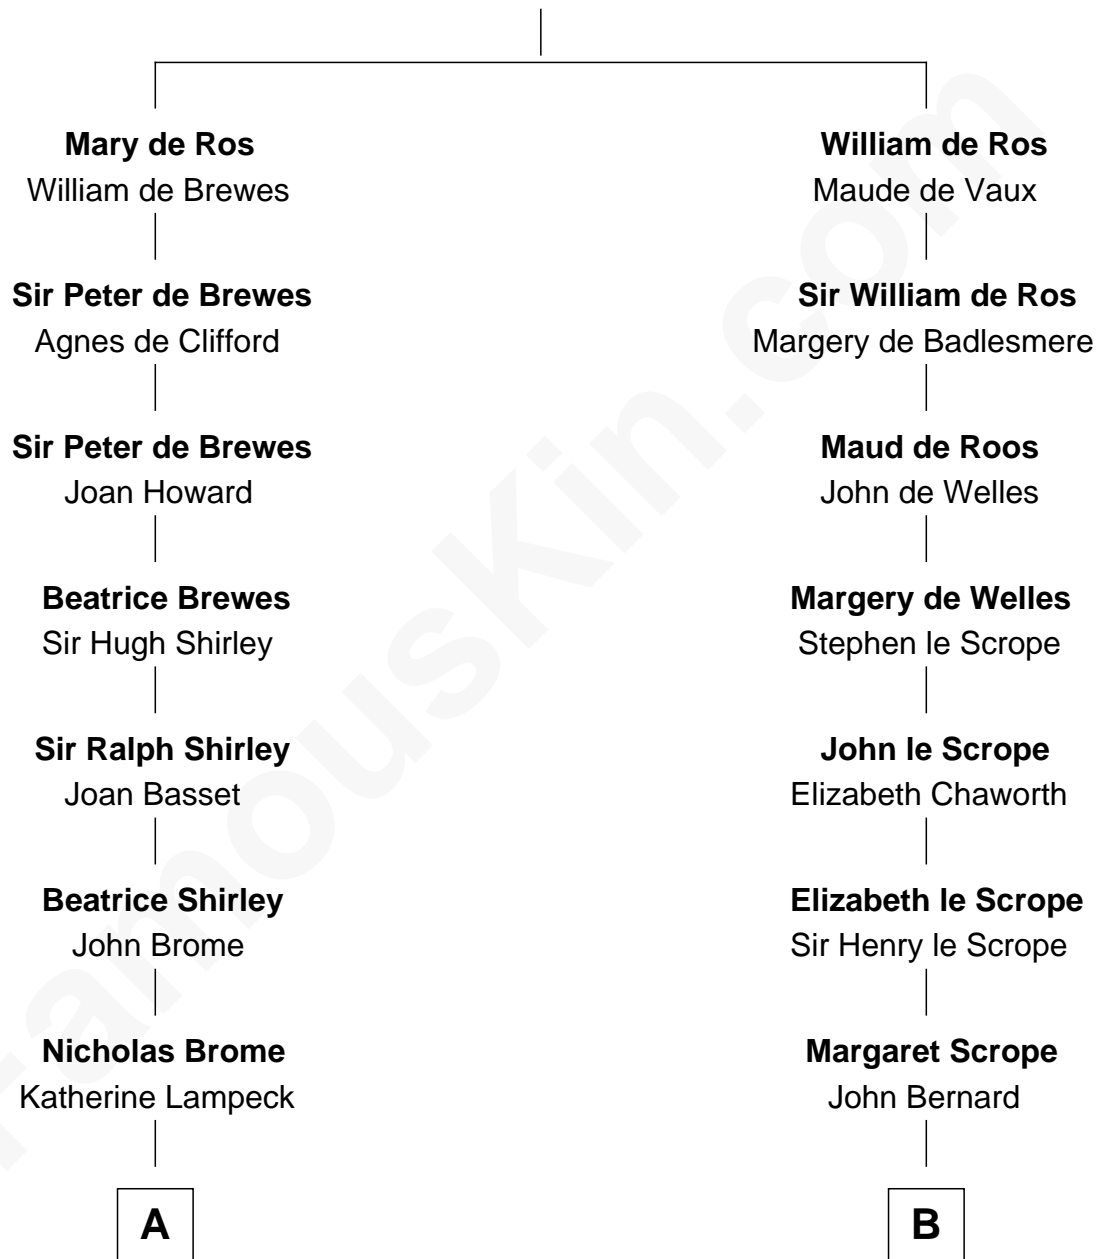 Mary de Ros
William de Brewes
William de Ros
Maude de Vaux
Sir Peter de Brewes
Agnes de Clifford
Sir William de Ros
Margery de Badlesmere
Sir Peter de Brewes
Joan Howard
Maud de Roos
John de Welles
Beatrice Brewes
Sir Hugh Shirley
Margery de Welles
Stephen le Scrope
Sir Ralph Shirley
Joan Basset
John le Scrope
Elizabeth Chaworth
Beatrice Shirley
John Brome
Elizabeth le Scrope
Sir Henry le Scrope
Nicholas Brome
Katherine Lampeck
Margaret Scrope
John Bernard
A
B
FamousKin.com